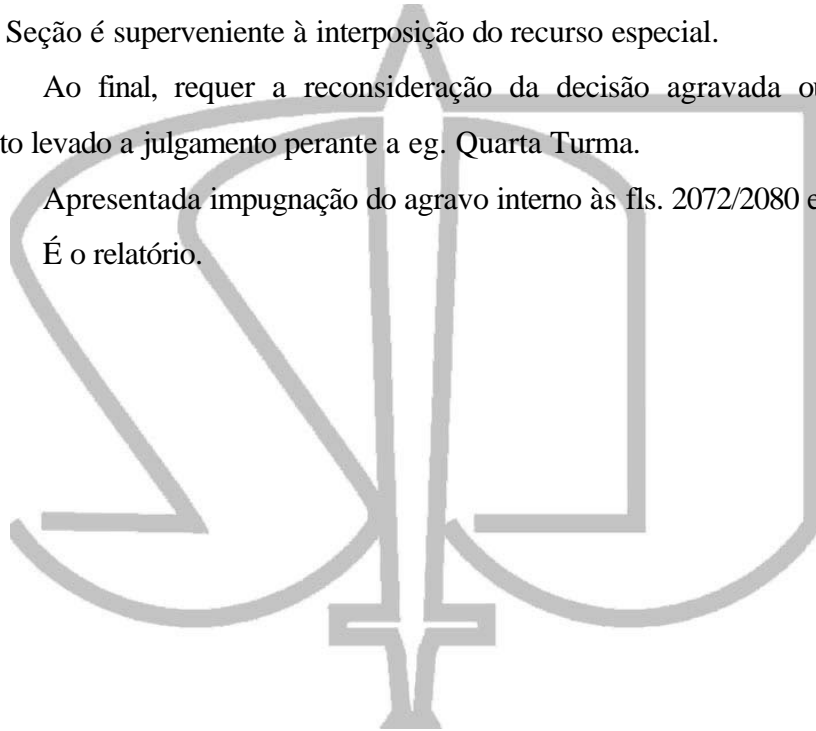 Seção é superveniente à interposição do recurso especial.
Ao final, requer a reconsideração da decisão agravada ou
to levado a julgamento perante a eg. Quarta Turma.
Apresentada impugnação do agravo interno às fls. 2072/2080 e
É o relatório.